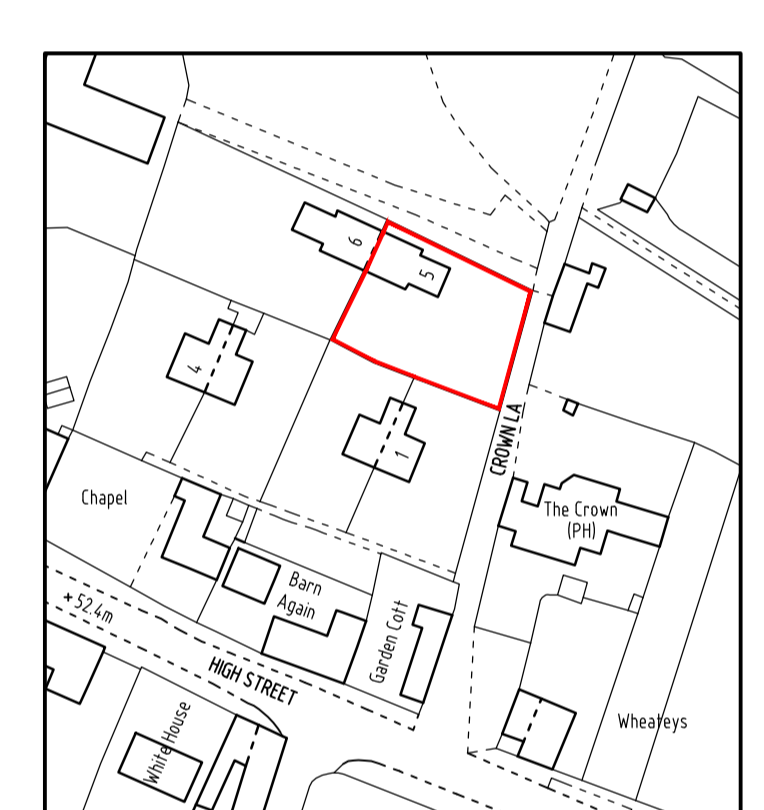 6
5
4
1
CROWN LA
Chapel
The Crown
(PH)
Barn
Again
52.4m
Garden Cott
HIGH STREET
White House
Wheateys